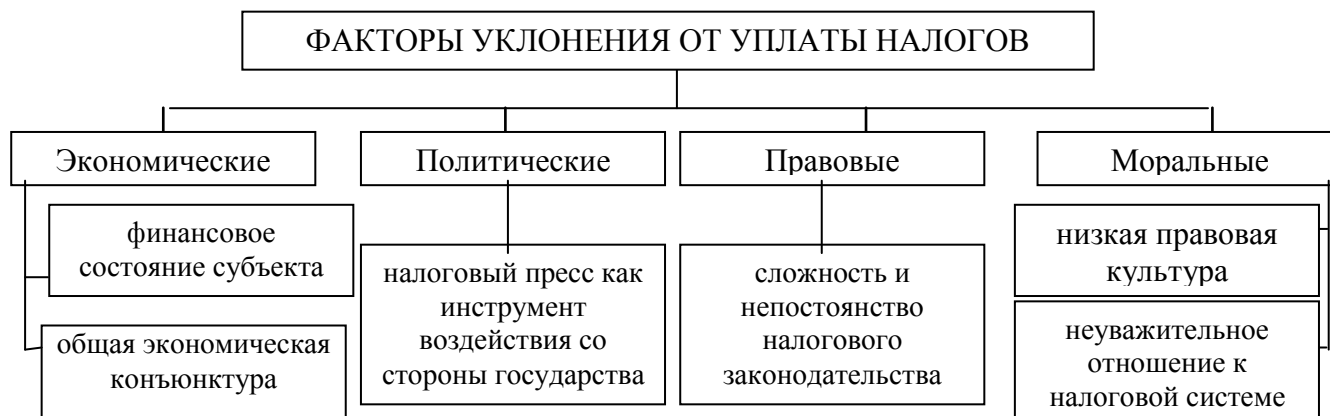 ФАКТОРЫ УКЛОНЕНИЯ ОТ УПЛАТЫ НАЛОГОВ
Экономические
Политические
Правовые
Моральные
финансовое
состояние субъекта
общая экономическая
конъюнктура
налоговый пресс как
инструмент
воздействия со
стороны государства
сложность и
непостоянство
налогового
законодательства
низкая правовая
культура
неуважительное
отношение к
налоговой системе